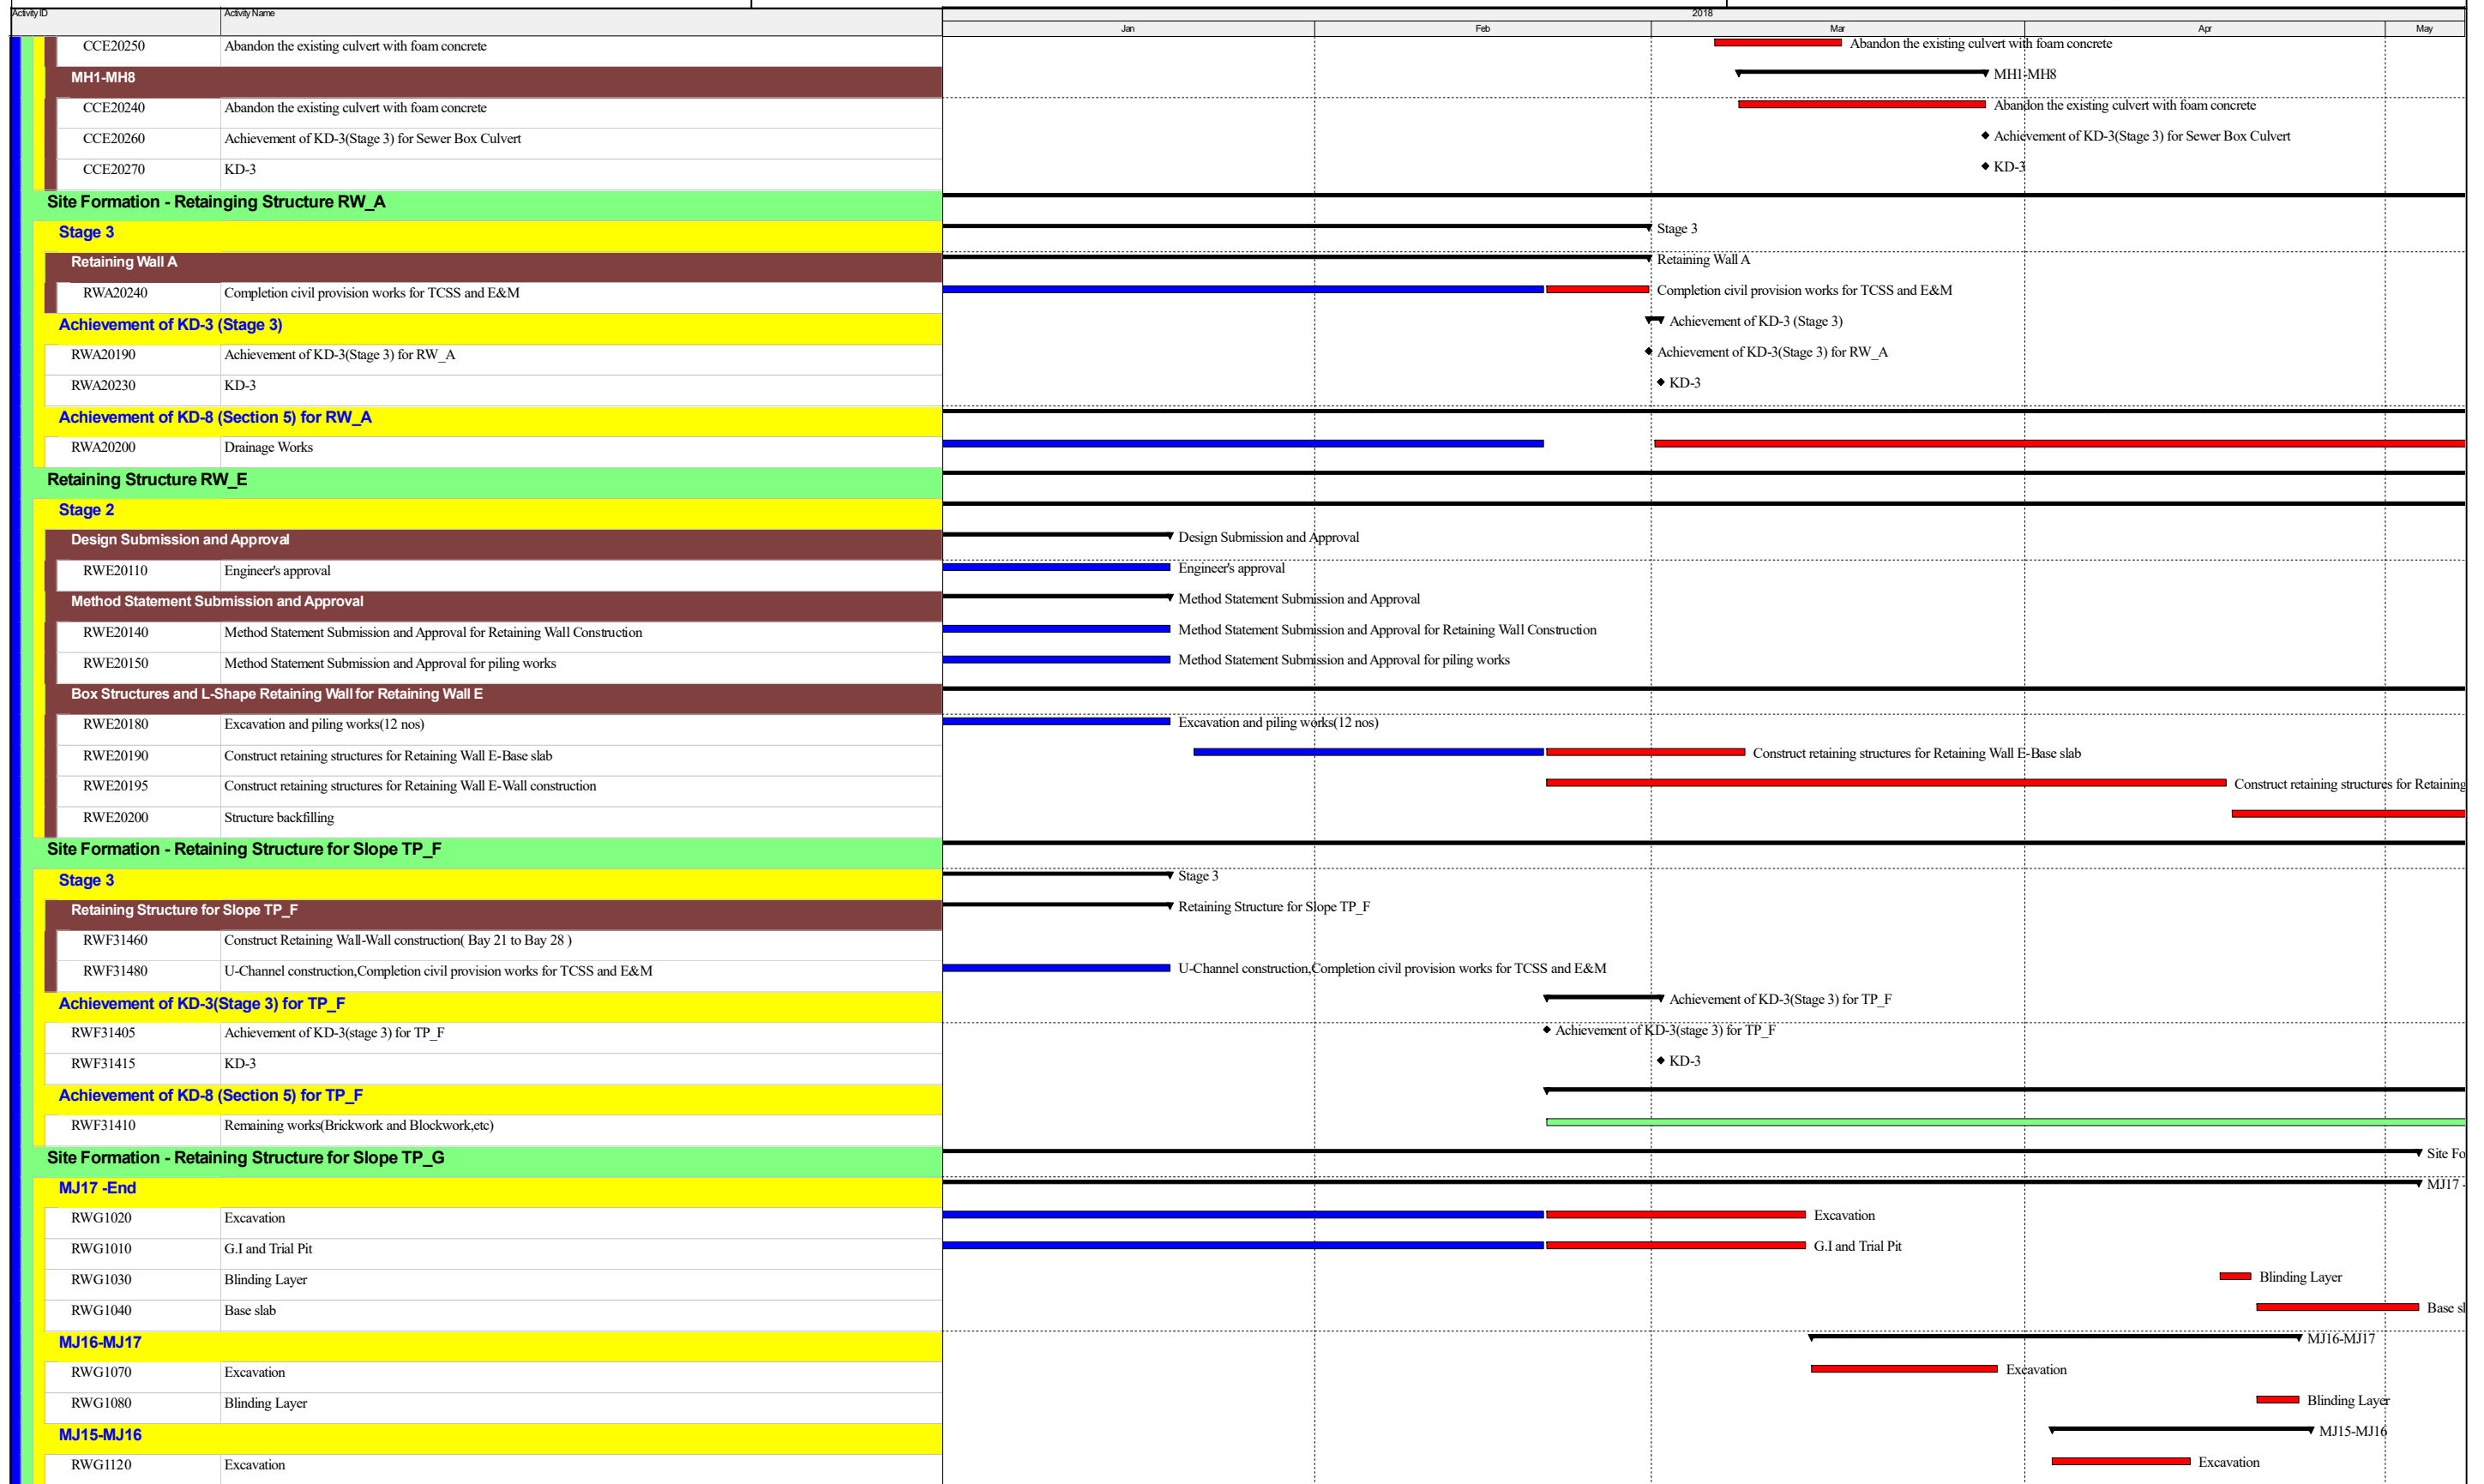 Activity ID Activity Name 2018
Jan Feb Mar Apr May
CCE20250 Abandon the existing culvert with foam concrete Abandon the existing culvert with foam concrete
MH1-MH8 MH1-MH8
CCE20240 Abandon the existing culvert with foam concrete Abandon the existing culvert with foam concrete
CCE20260 Achievement of KD-3(Stage 3) for Sewer Box Culvert Achievement of KD-3(Stage 3) for Sewer Box Culvert
CCE20270 KD-3 KD-3
Site Formation - Retainging Structure RW_A
Stage 3 Stage 3
Retaining Wall A Retaining Wall A
RWA20240 Completion civil provision works for TCSS and E&M Completion civil provision works for TCSS and E&M
Achievement of KD-3 (Stage 3) Achievement of KD-3 (Stage 3)
RWA20190 Achievement of KD-3(Stage 3) for RW_A Achievement of KD-3(Stage 3) for RW_A
RWA20230 KD-3 KD-3
Achievement of KD-8 (Section 5) for RW_A
RWA20200 Drainage Works
Retaining Structure RW_E
Stage 2
Design Submission and Approval Design Submission and Approval
RWE20110 Engineer's approval Engineer's approval
Method Statement Submission and Approval Method Statement Submission and Approval
RWE20140 Method Statement Submission and Approval for Retaining Wall Construction Method Statement Submission and Approval for Retaining Wall Construction
RWE20150 Method Statement Submission and Approval for piling works Method Statement Submission and Approval for piling works
Box Structures and L-Shape Retaining Wall for Retaining Wall E
RWE20180 Excavation and piling works(12 nos) Excavation and piling works(12 nos)
RWE20190 Construct retaining structures for Retaining Wall E-Base slab Construct retaining structures for Retaining Wall E-Base slab
RWE20195 Construct retaining structures for Retaining Wall E-Wall construction Construct retaining structures for Retaining
RWE20200 Structure backfilling
Site Formation - Retaining Structure for Slope TP_F
Stage 3 Stage 3
Retaining Structure for Slope TP_F Retaining Structure for Slope TP_F
RWF31460 Construct Retaining Wall-Wall construction( Bay 21 to Bay 28 )
RWF31480 U-Channel construction,Completion civil provision works for TCSS and E&M U-Channel construction,Completion civil provision works for TCSS and E&M
Achievement of KD-3(Stage 3) for TP_F Achievement of KD-3(Stage 3) for TP_F
RWF31405 Achievement of KD-3(stage 3) for TP_F Achievement of KD-3(stage 3) for TP_F
RWF31415 KD-3 KD-3
Achievement of KD-8 (Section 5) for TP_F
RWF31410 Remaining works(Brickwork and Blockwork,etc)
Site Formation - Retaining Structure for Slope TP_G Site Fo
MJ17 -End MJ17 -
RWG1020 Excavation Excavation
RWG1010 G.I and Trial Pit G.I and Trial Pit
RWG1030 Blinding Layer Blinding Layer
RWG1040 Base slab Base sl
MJ16-MJ17 MJ16-MJ17
RWG1070 Excavation Excavation
RWG1080 Blinding Layer Blinding Layer
MJ15-MJ16 MJ15-MJ16
RWG1120 Excavation Excavation